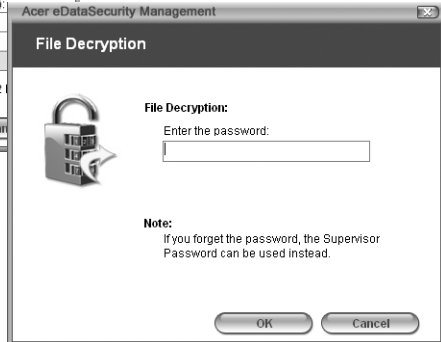 Acer eDataSecurity Management
File Decryption
File Decryption:
Enter the password:
Note:
If you forget the password, the Supervisor
Password can be used instead.
OK
Cancel